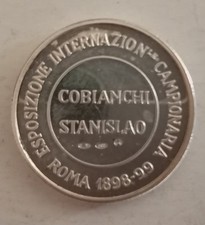 ESPOSIZIONE INTERNAZION.LE CAMPIONARIA
COBIANCHI
STANISLAO
ROMA 1898-99